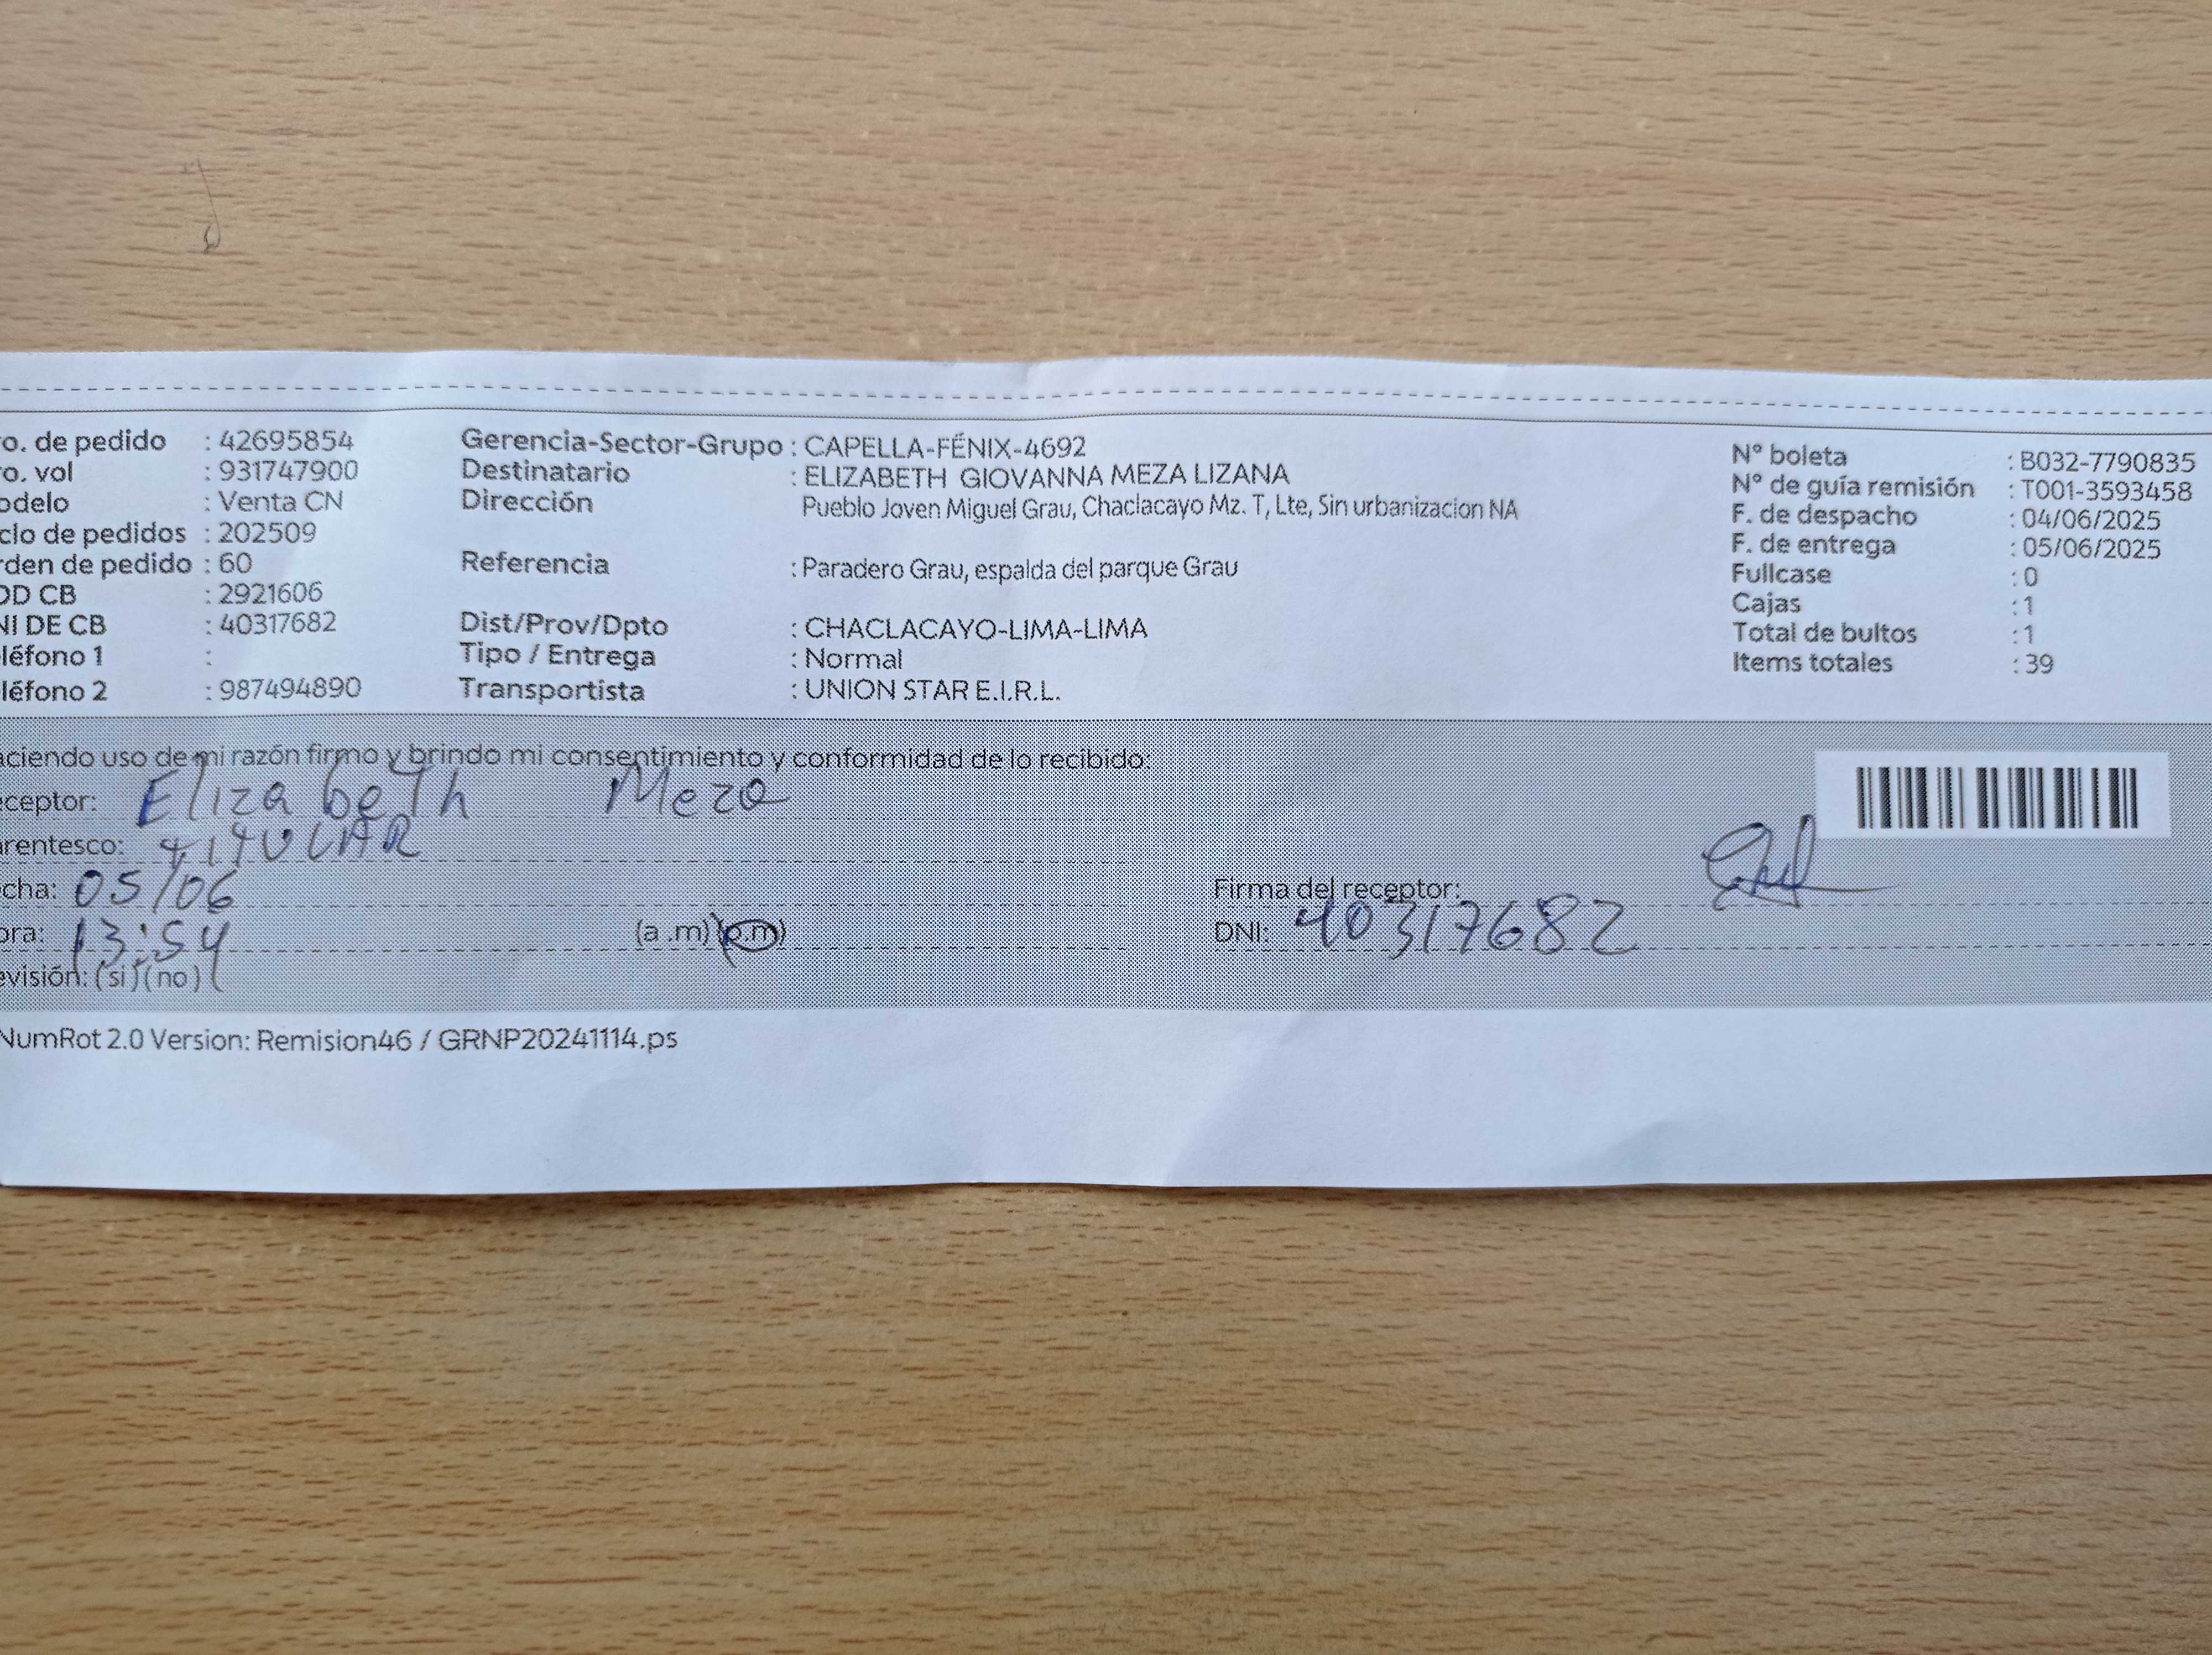 ro. de pedido : 42695854 Gerencia-Sector-Grupo : CAPELLA-FÉNIX-4692 N° boleta : B032-7790835
ro. vol : 931747900 Destinatario : ELIZABETH GIOVANNA MEZA LIZANA N° de guía remisión : T001-3593458
odelo : Venta CN Dirección Pueblo Joven Miguel Grau, Chaclacayo Mz. T, Lte, Sin urbanizacion NA F. de despacho : 04/06/2025
clo de pedidos : 202509 F. de entrega : 05/06/2025
rden de pedido : 60 Referencia : Paradero Grau, espalda del parque Grau Fullcase : 0
OD CB : 2921606 Cajas : 1
NI DE CB : 40317682 Dist/Prov/Dpto : CHACLACAYO-LIMA-LIMA Total de bultos : 1
léfono 1 : Tipo / Entrega : Normal Items totales : 39
léfono 2 : 987494890 Transportista : UNION STAR E.I.R.L.
aciendo uso de mi razón firmo y brindo mi consentimiento y conformidad de lo recibido:
eceptor: Elizabeth Meza
arentesco: TITULAR
cha: 05/06 Firma del receptor:
ora: 13:54 (a .m) (p.m) DNI: 40317682
evisión: (si) (no)
NumRot 2.0 Version: Remision46 / GRNP20241114.ps